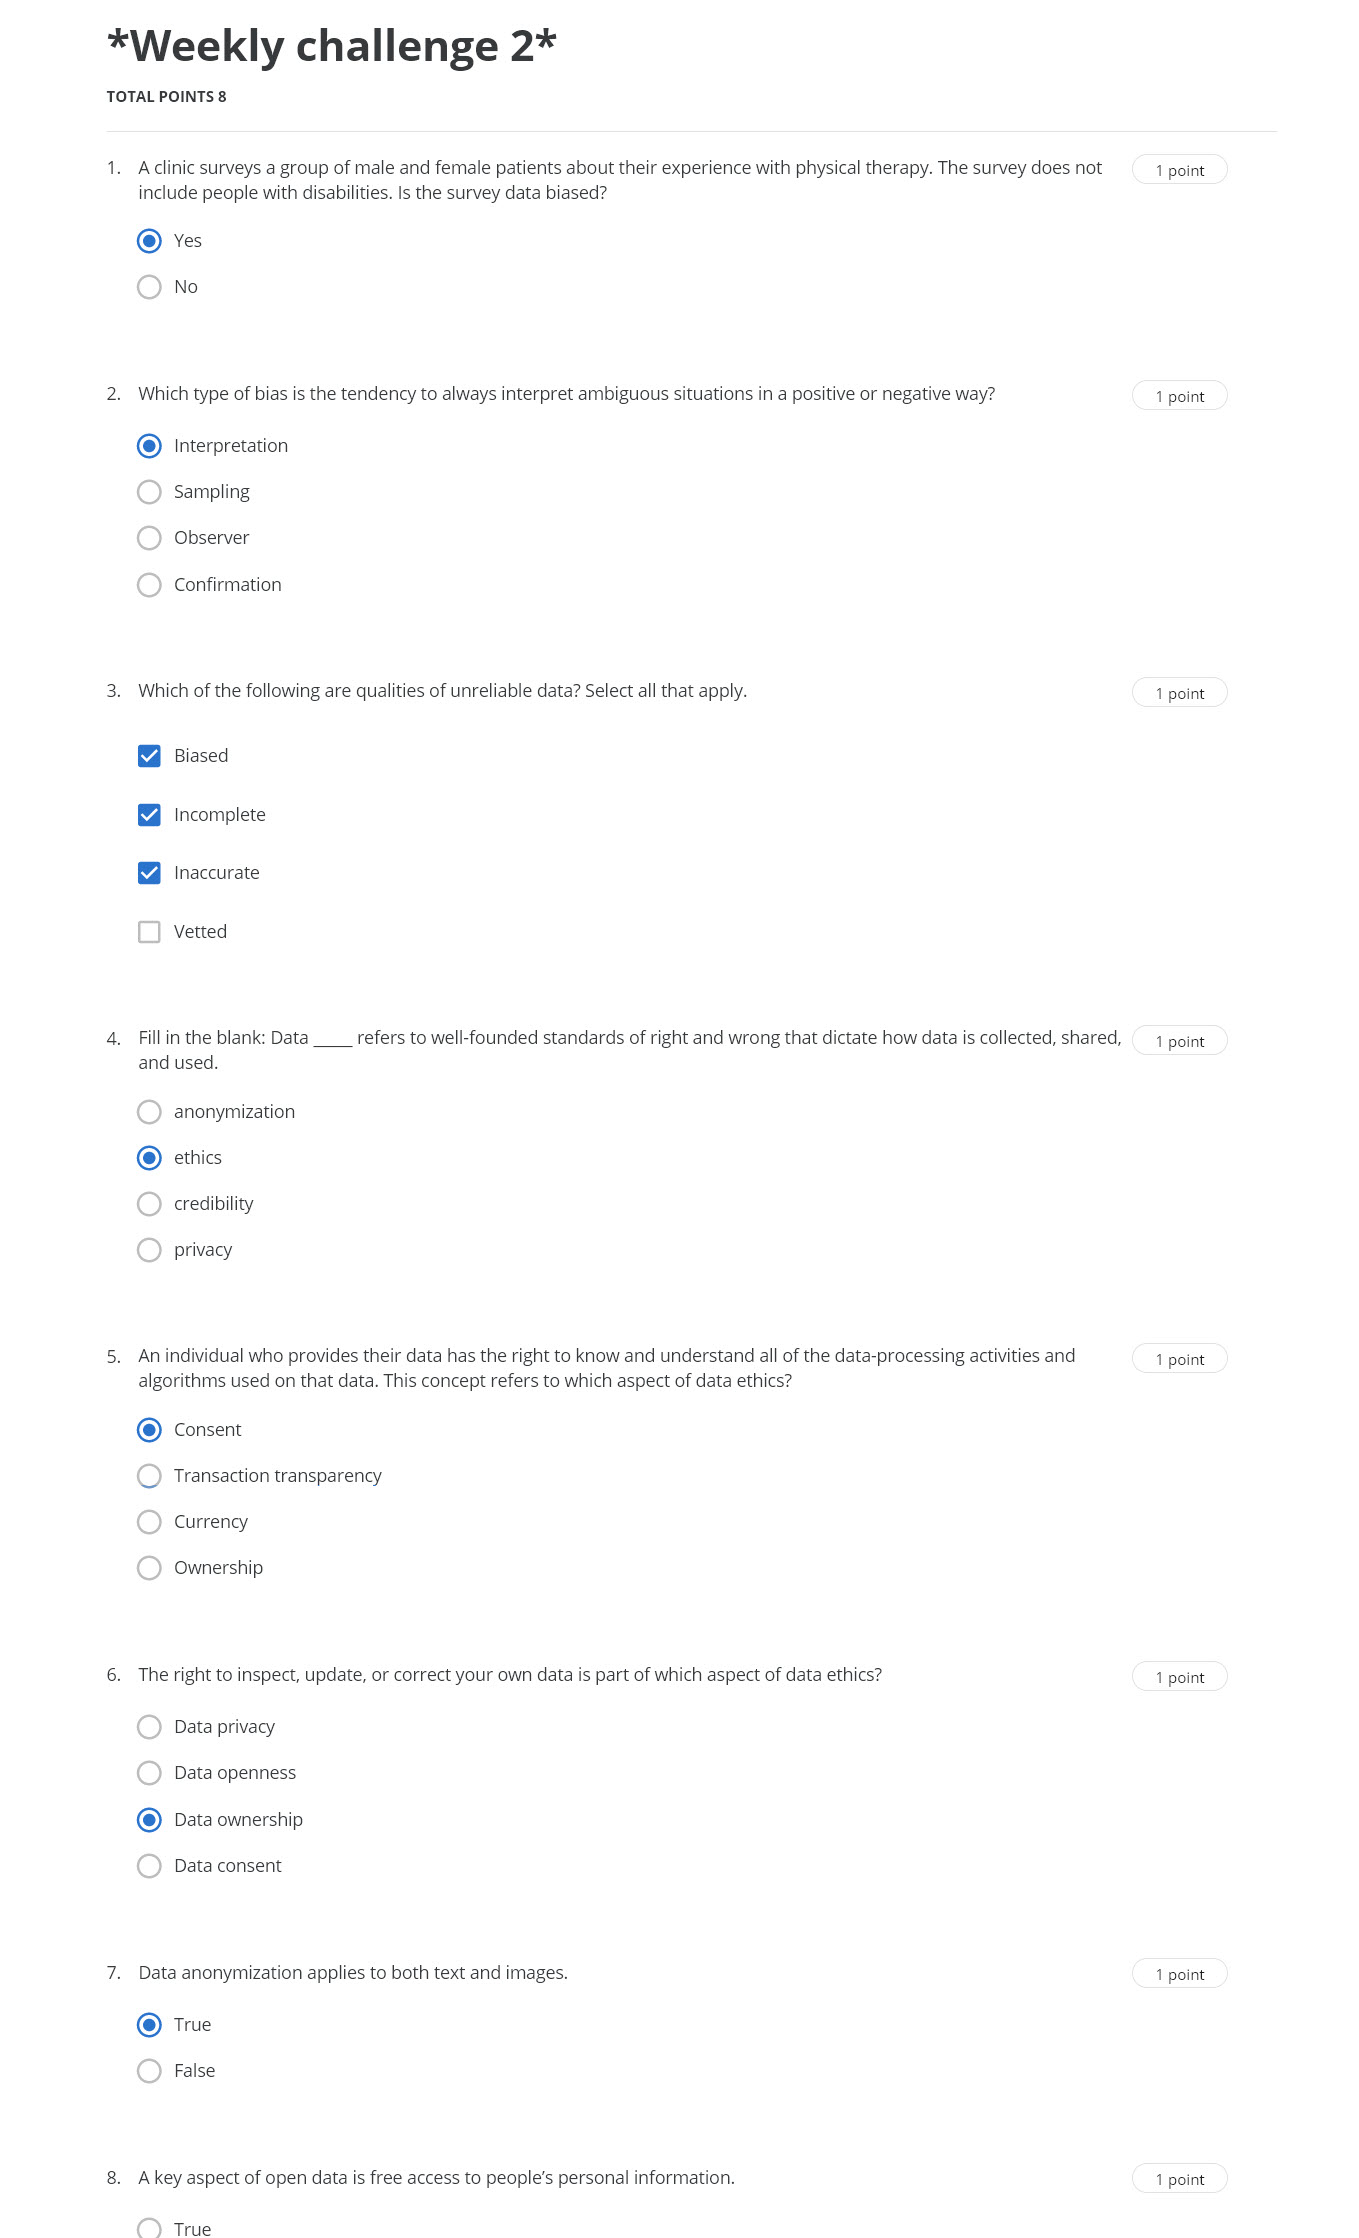 *Weekly challenge 2*
TOTAL POINTS 8
1. A clinic surveys a group of male and female patients about their experience with physical therapy. The survey does not 1 point
include people with disabilities. Is the survey data biased?
Yes
No
2. Which type of bias is the tendency to always interpret ambiguous situations in a positive or negative way? 1 point
Interpretation
Sampling
Observer
Confirmation
3. Which of the following are qualities of unreliable data? Select all that apply. 1 point
Biased
Incomplete
Inaccurate
Vetted
4. Fill in the blank: Data _____ refers to well-founded standards of right and wrong that dictate how data is collected, shared, 1 point
and used.
anonymization
ethics
credibility
privacy
5. An individual who provides their data has the right to know and understand all of the data-processing activities and 1 point
algorithms used on that data. This concept refers to which aspect of data ethics?
Consent
Transaction transparency
Currency
Ownership
6. The right to inspect, update, or correct your own data is part of which aspect of data ethics? 1 point
Data privacy
Data openness
Data ownership
Data consent
7. Data anonymization applies to both text and images. 1 point
True
False
8. A key aspect of open data is free access to people’s personal information. 1 point
True